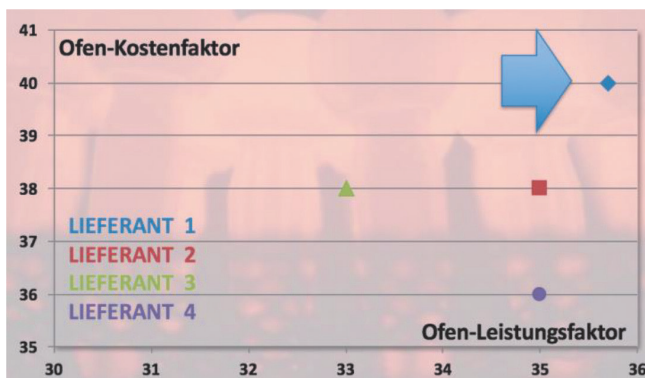 41
Ofen-Kostenfaktor
40
39
38
37
LIEFERANT 1
LIEFERANT 2
LIEFERANT 3
36
LIEFERANT 4
Ofen-Leistungsfaktor
35
30 31 32 33 34 35 36